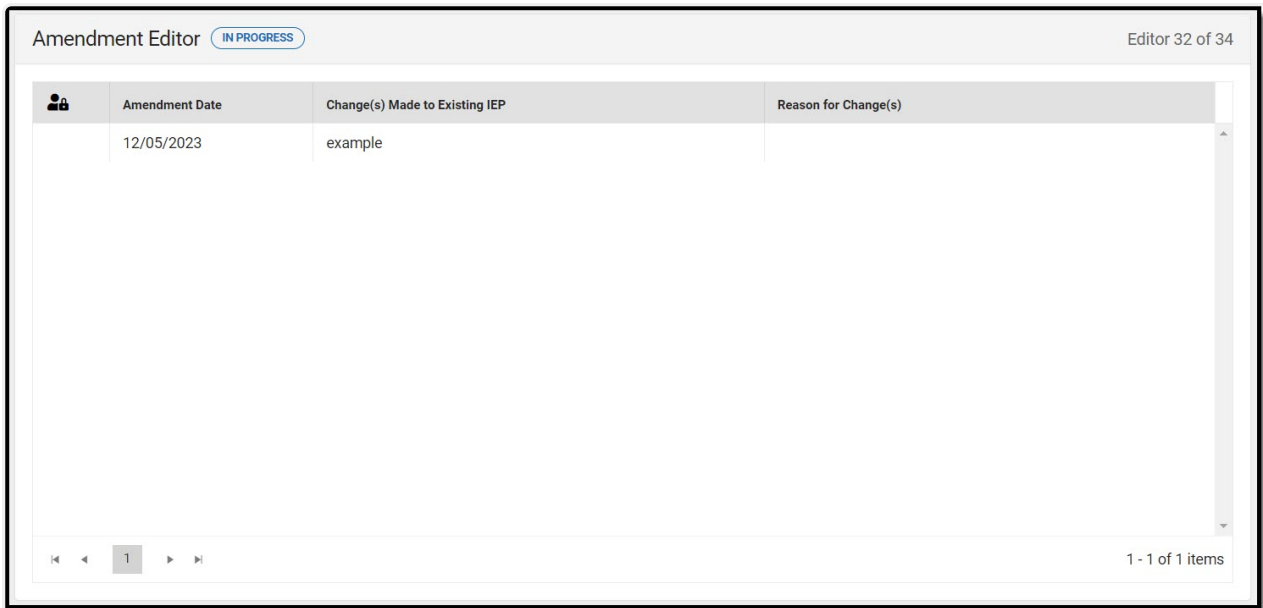 Amendment Editor IN PROGRESS Editor 32 of 34
Amendment Date Change(s) Made to Existing IEP Reason for Change(s)
12/05/2023 example
1 1 - 1 of 1 items